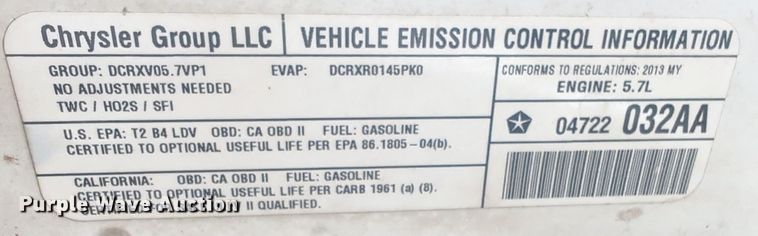 Chrysler Group LLC
VEHICLE EMISSION CONTROL INFORMATION
GROUP: DCRXV05.7VP1 EVAP: DCRXR0145PK0
NO ADJUSTMENTS NEEDED
TWC / HO2S / SFI
CONFORMS TO REGULATIONS: 2013 MY
ENGINE: 5.7L
04722 032AA
U.S. EPA: T2 B4 LDV OBD: CA OBD II FUEL: GASOLINE
CERTIFIED TO OPTIONAL USEFUL LIFE PER EPA 86.1805-04(b).
CALIFORNIA: OBD: CA OBD II FUEL: GASOLINE
CERTIFIED TO OPTIONAL USEFUL LIFE PER CARB 1961 (a) (8).
II QUALIFIED.
Purple Wave Auction